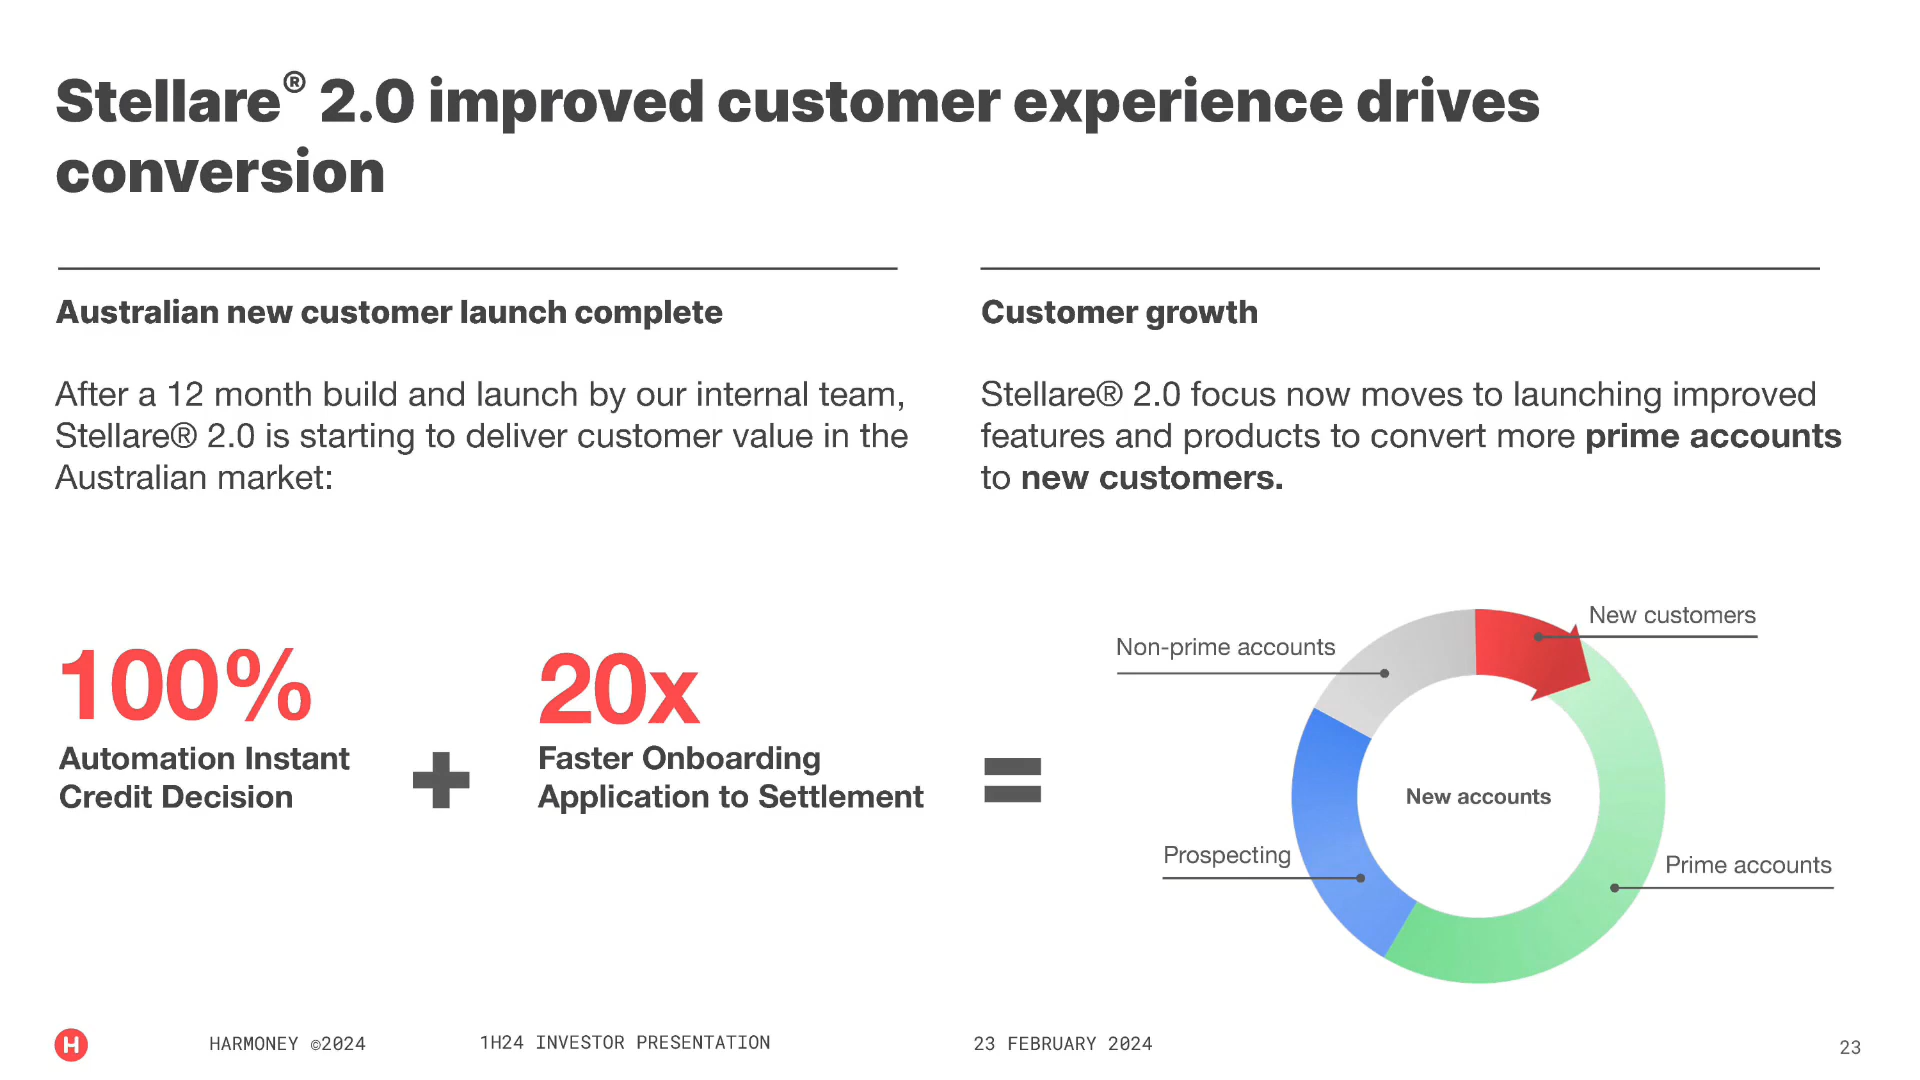 Stellare® 2.0 improved customer experience drives
conversion
Australian new customer launch complete
After a 12 month build and launch by our internal team,
Stellare® 2.0 is starting to deliver customer value in the
Australian market:
Customer growth
Stellare® 2.0 focus now moves to launching improved
features and products to convert more prime accounts
to new customers.
100%
Automation Instant
Credit Decision
+
20x
Faster Onboarding
Application to Settlement
=
New customers
Non-prime accounts
New accounts
Prospecting
Prime accounts
H
HARMONEY ©2024
1H24 INVESTOR PRESENTATION
23 FEBRUARY 2024
23